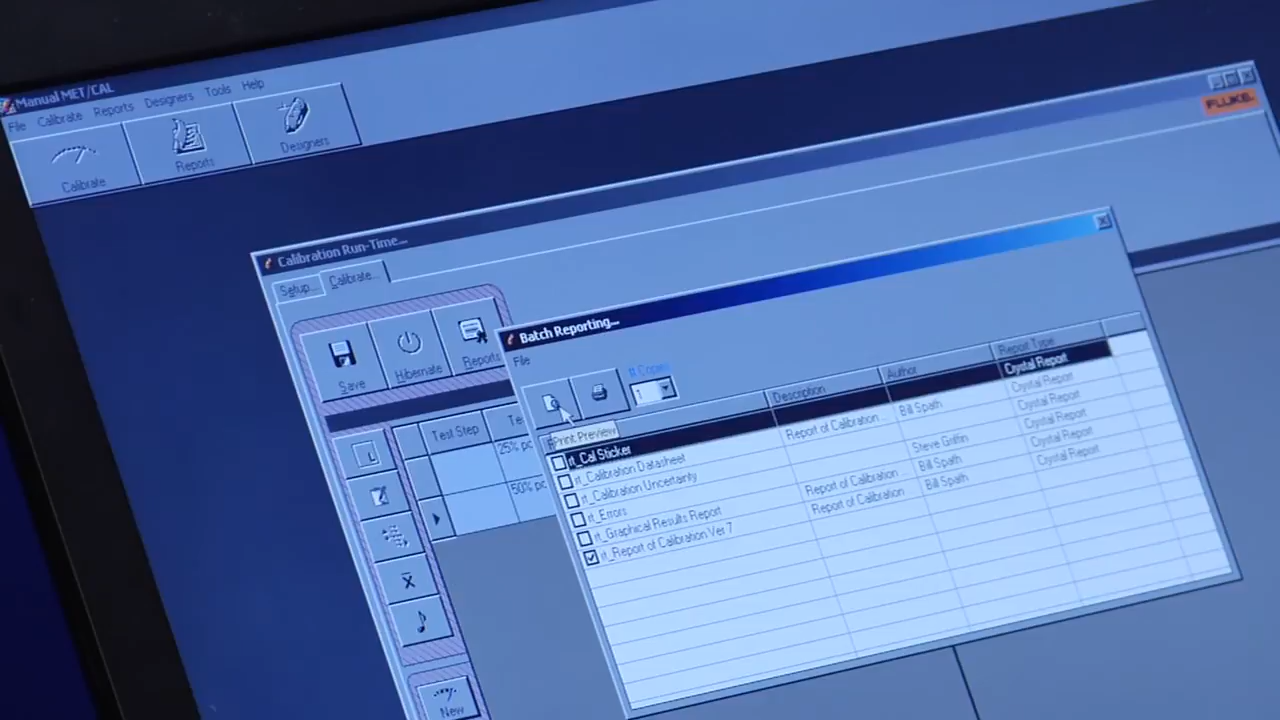 Manual MET/CAL
File Calibrate Reports Designers Tools Help
Calibrate Reports Designers
FLUKE
Calibration Run-Time...
Setup... Calibrate...
Save Hibernate Reports
Batch Reporting...
File
# Copies
1
Print Preview
Description Author Report Type
rt_Cal Sticker Crystal Report
rt_Calibration Datasheet Report of Calibration... Bill Spath Crystal Report
rt_Calibration Uncertainty Crystal Report
rt_Errors Steve Griffin Crystal Report
rt_Graphical Results Report Report of Calibration Bill Spath Crystal Report
rt_Report of Calibration Ver 7 Report of Calibration Bill Spath Crystal Report
Test Step Te
25% pc
50% pc
New